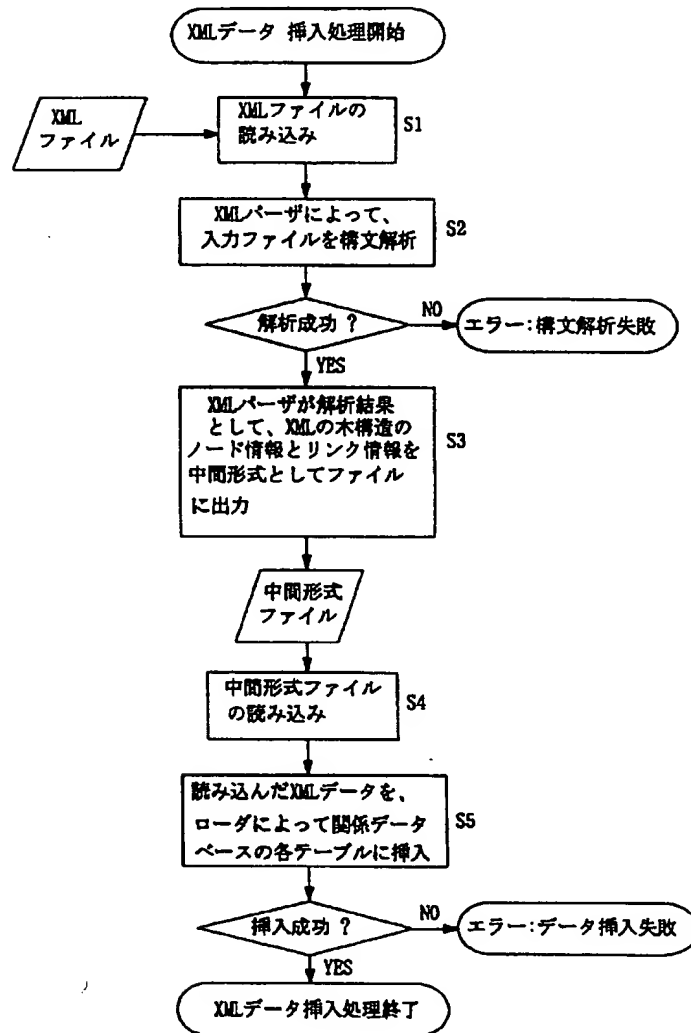 XMLデータ 挿入処理開始
XML
ファイル
XMLファイルの
読み込み
S1
XMLパーザによって、
入力ファイルを構文解析
S2
解析成功 ?
NO
エラー:構文解析失敗
YES
XMLパーザが解析結果
として、XMLの木構造の
ノード情報とリンク情報を
中間形式としてファイル
に出力
S3
中間形式
ファイル
中間形式ファイル
の読み込み
S4
読み込んだXMLデータを、
ローダによって関係データ
ベースの各テーブルに挿入
S5
挿入成功 ?
NO
エラー:データ挿入失敗
YES
XMLデータ挿入処理終了